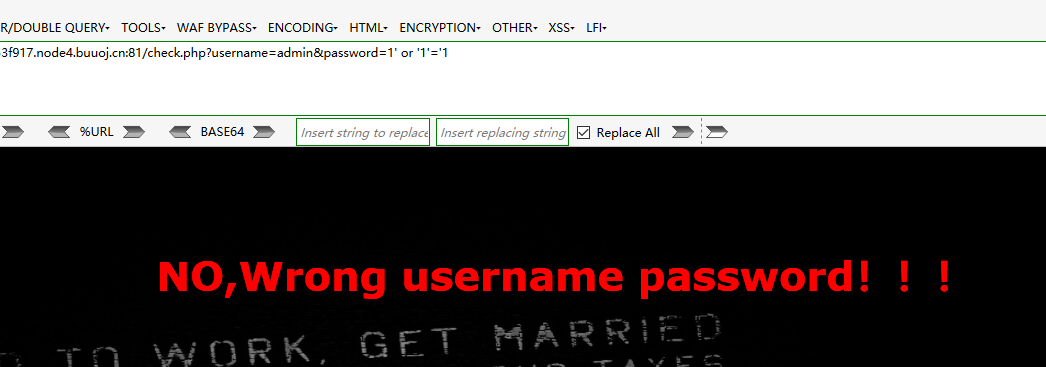 R/DOUBLE QUERY▾ TOOLS▾ WAF BYPASS▾ ENCODING▾ HTML▾ ENCRYPTION▾ OTHER▾ XSS▾ LFI▾
3f917.node4.buuoj.cn:81/check.php?username=admin&password=1' or '1'='1
%URL BASE64 Insert string to replace Insert replacing string Replace All
NO,Wrong username password！！！
TO WORK, GET MARRIED
TAXES